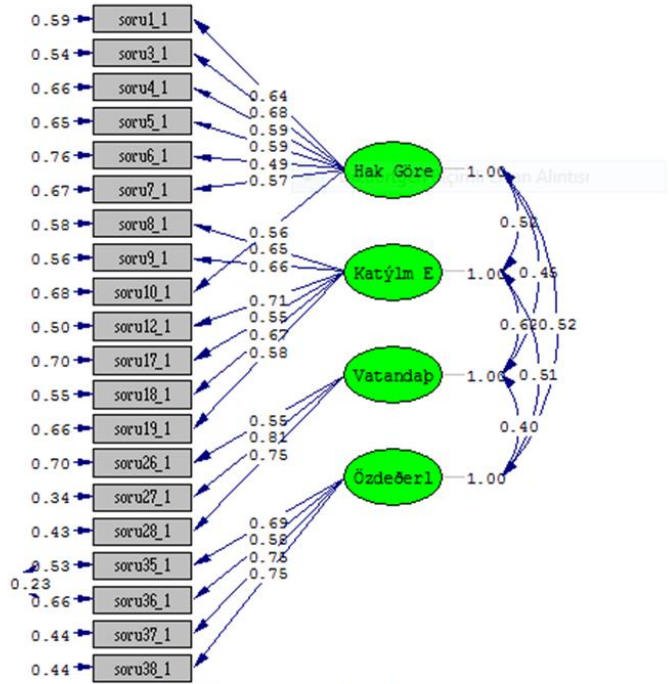 0.59 soru1_1
0.54 soru3_1
0.66 soru4_1
0.65 soru5_1
0.76 soru6_1
0.67 soru7_1
0.58 soru8_1
0.56 soru9_1
0.68 soru10_1
0.50 soru12_1
0.70 soru17_1
0.55 soru18_1
0.66 soru19_1
0.70 soru26_1
0.34 soru27_1
0.43 soru28_1
0.53 soru35_1
0.23
0.66 soru36_1
0.44 soru37_1
0.44 soru38_1
0.64
0.68
0.59
0.59
0.49
0.57
0.56
0.65
0.66
0.71
0.55
0.67
0.58
0.55
0.81
0.75
0.69
0.58
0.75
Hak Göre 1.00
Katýlm E 1.00
Vatandaþ 1.00
Özdeðerl 1.00
0.52
0.45
0.62
0.52
0.51
0.40